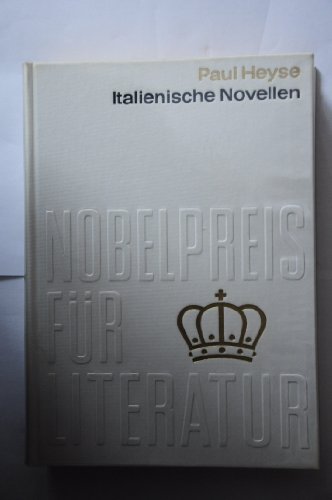 Paul Heyse
Italienische Novellen
NOBELPREIS
FÜR
LITERATUR